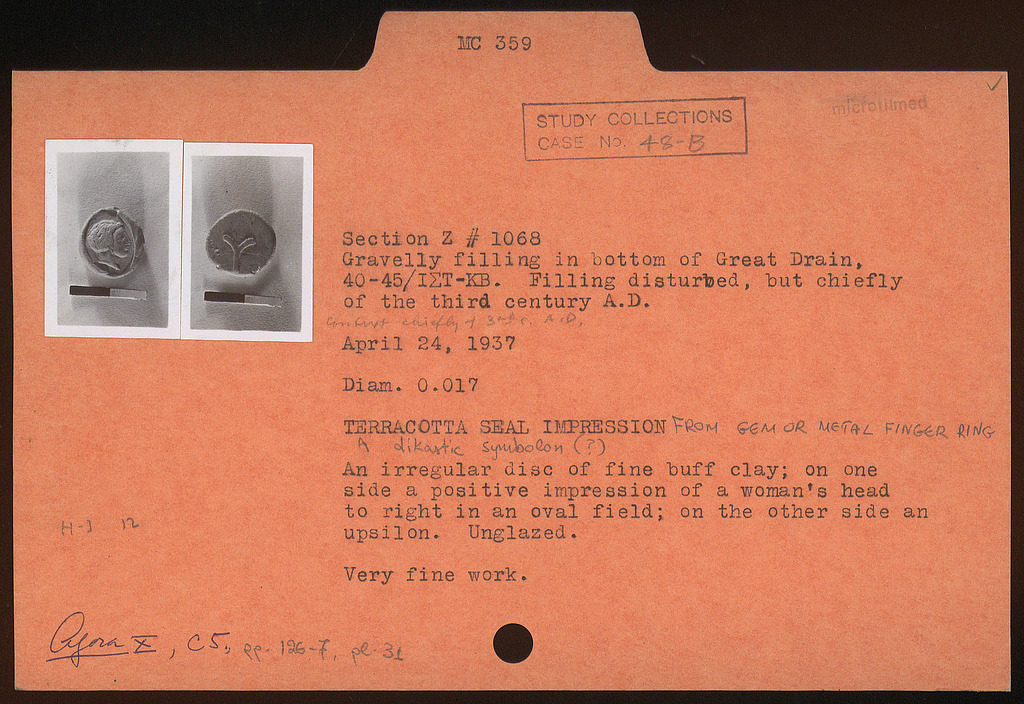 MC 359
microfilmed
STUDY COLLECTIONS
CASE No. 48-B
Section Z # 1068
Gravelly filling in bottom of Great Drain,
40-45/ΙΣΤ-ΚΒ. Filling disturbed, but chiefly
of the third century A.D.
Context chiefly of 3rd c. A.D.
April 24, 1937
Diam. 0.017
TERRACOTTA SEAL IMPRESSION FROM GEM OR METAL FINGER RING
A dikastic symbolon (?)
An irregular disc of fine buff clay; on one
side a positive impression of a woman's head
to right in an oval field; on the other side an
upsilon. Unglazed.
H-I 12
Very fine work.
Agora X, C5, pp. 126-7, pl. 31